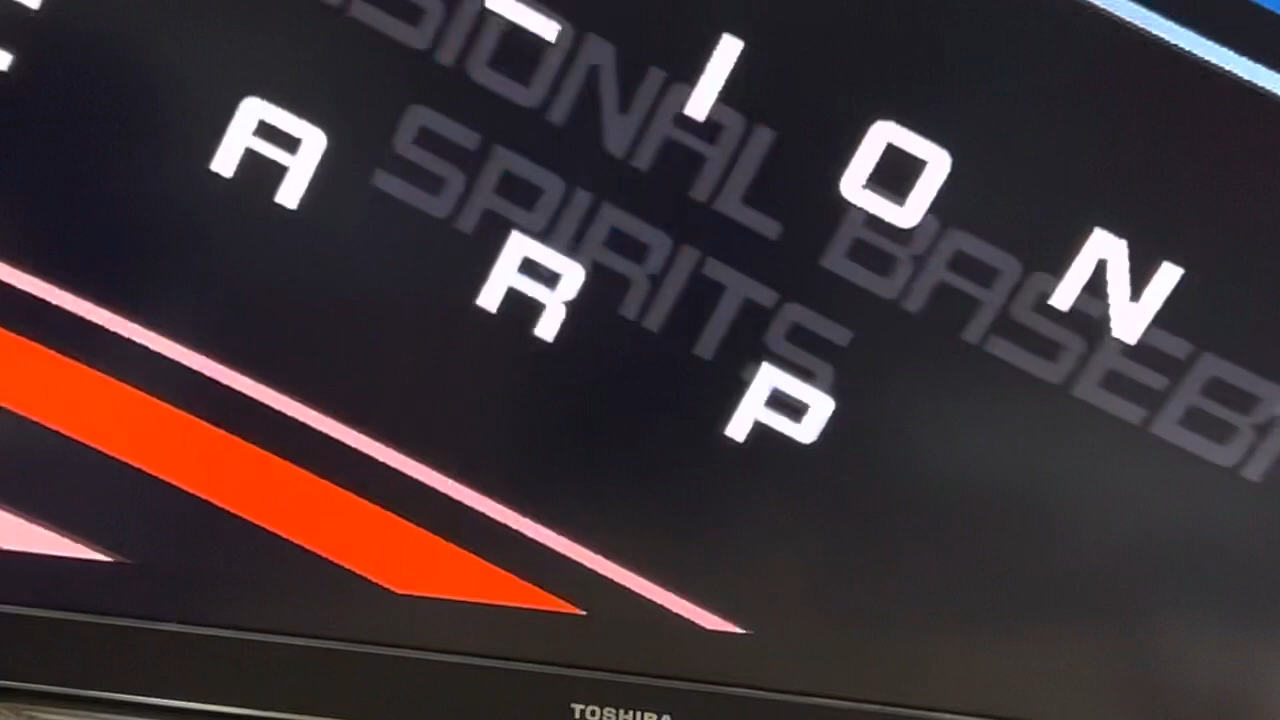 I O N
A R P
SIONAL BASEB
SPIRITS
TOSHIBA